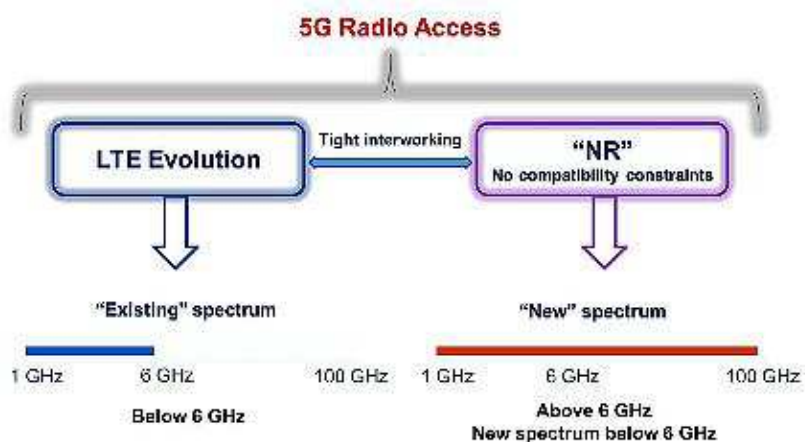 5G Radio Access
LTE Evolution
Tight interworking
“NR”
No compatibility constraints
“Existing” spectrum
1 GHz
6 GHz
100 GHz
Below 6 GHz
“New” spectrum
1 GHz
6 GHz
100 GHz
Above 6 GHz
New spectrum below 6 GHz